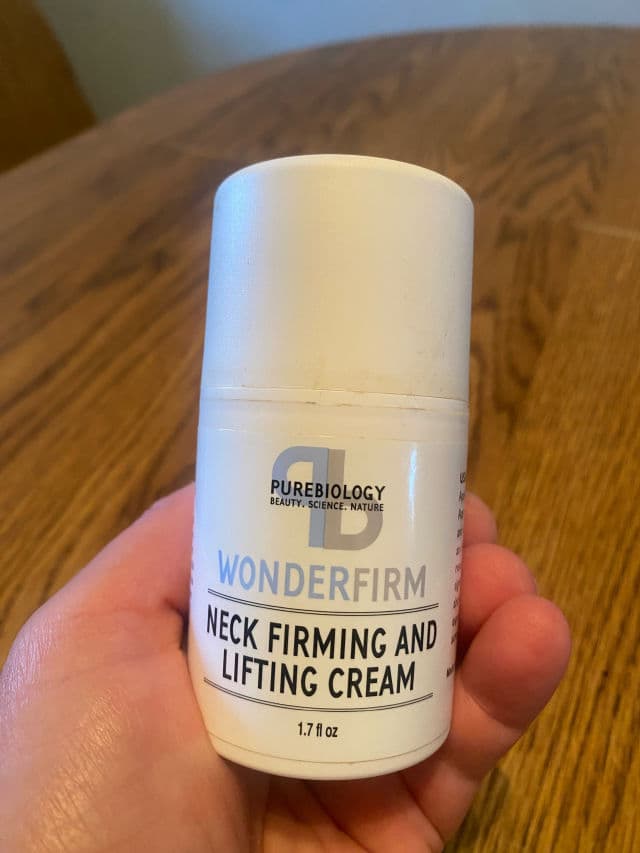 PUREBIOLOGY
BEAUTY. SCIENCE. NATURE
WONDERFIRM
NECK FIRMING AND
LIFTING CREAM
1.7 fl oz